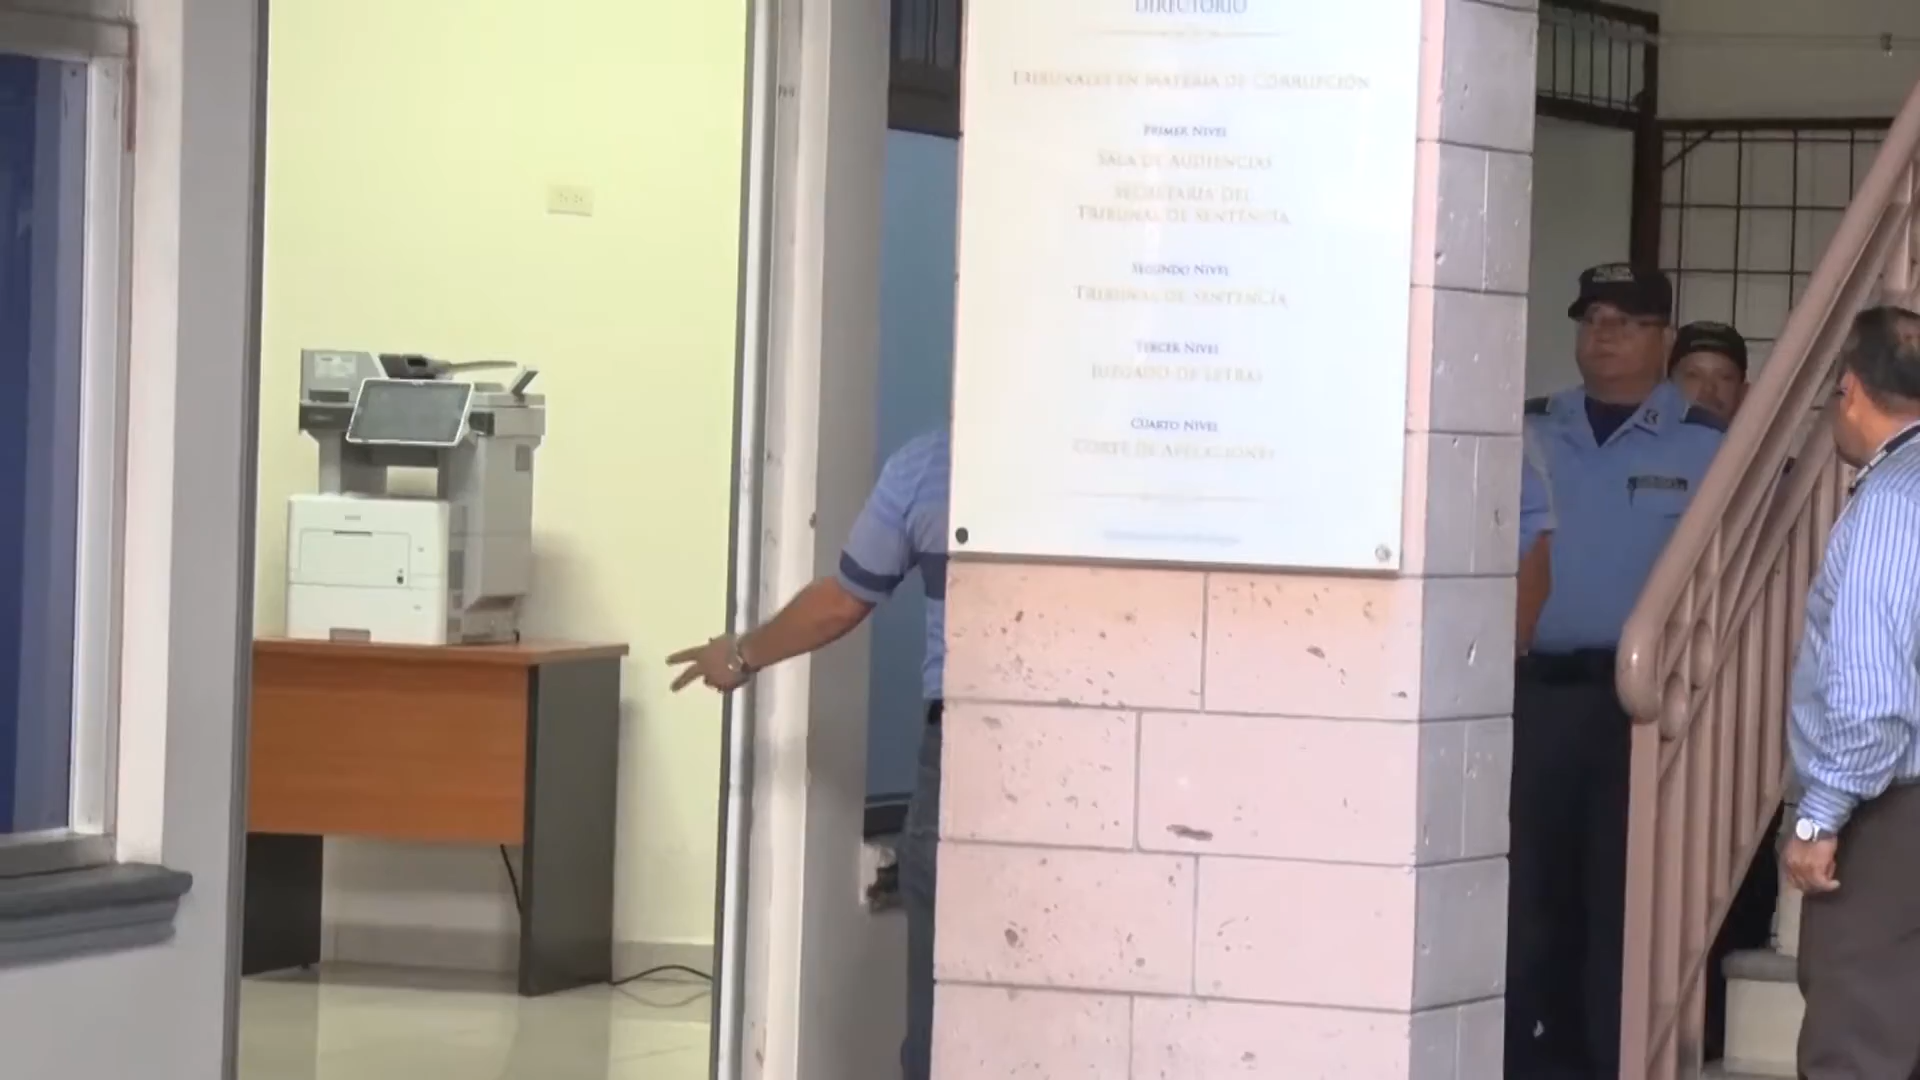 DIRECTORIO
TRIBUNALES EN MATERIA DE CORRUPCIÓN
PRIMER NIVEL
SALA DE AUDIENCIAS
SECRETARIA DEL
TRIBUNAL DE SENTENCIA
SEGUNDO NIVEL
TRIBUNAL DE SENTENCIA
TERCER NIVEL
JUZGADO DE LETRAS
CUARTO NIVEL
CORTE DE APELACIONES